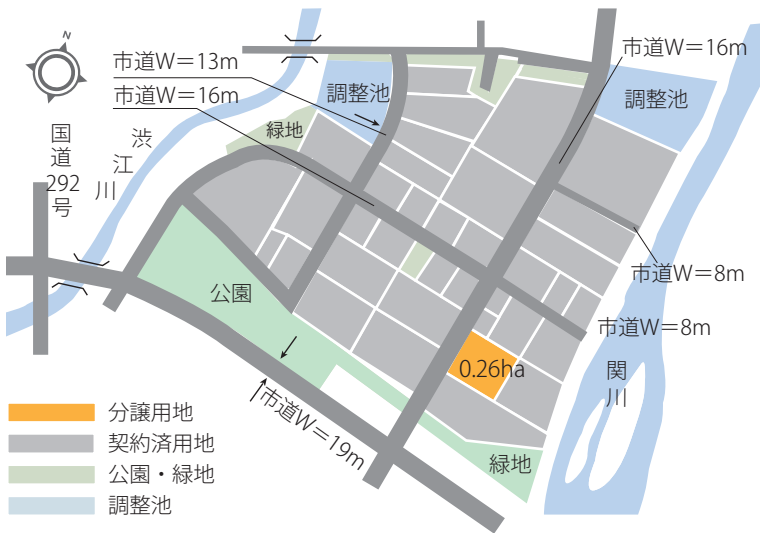 N
市道W＝13m
市道W＝16m
市道W＝16m
調整池
調整池
緑地
国道292号
渋江川
市道W＝8m
公園
市道W＝8m
0.26ha
関川
市道W＝19m
緑地
分譲用地
契約済用地
公園・緑地
調整池